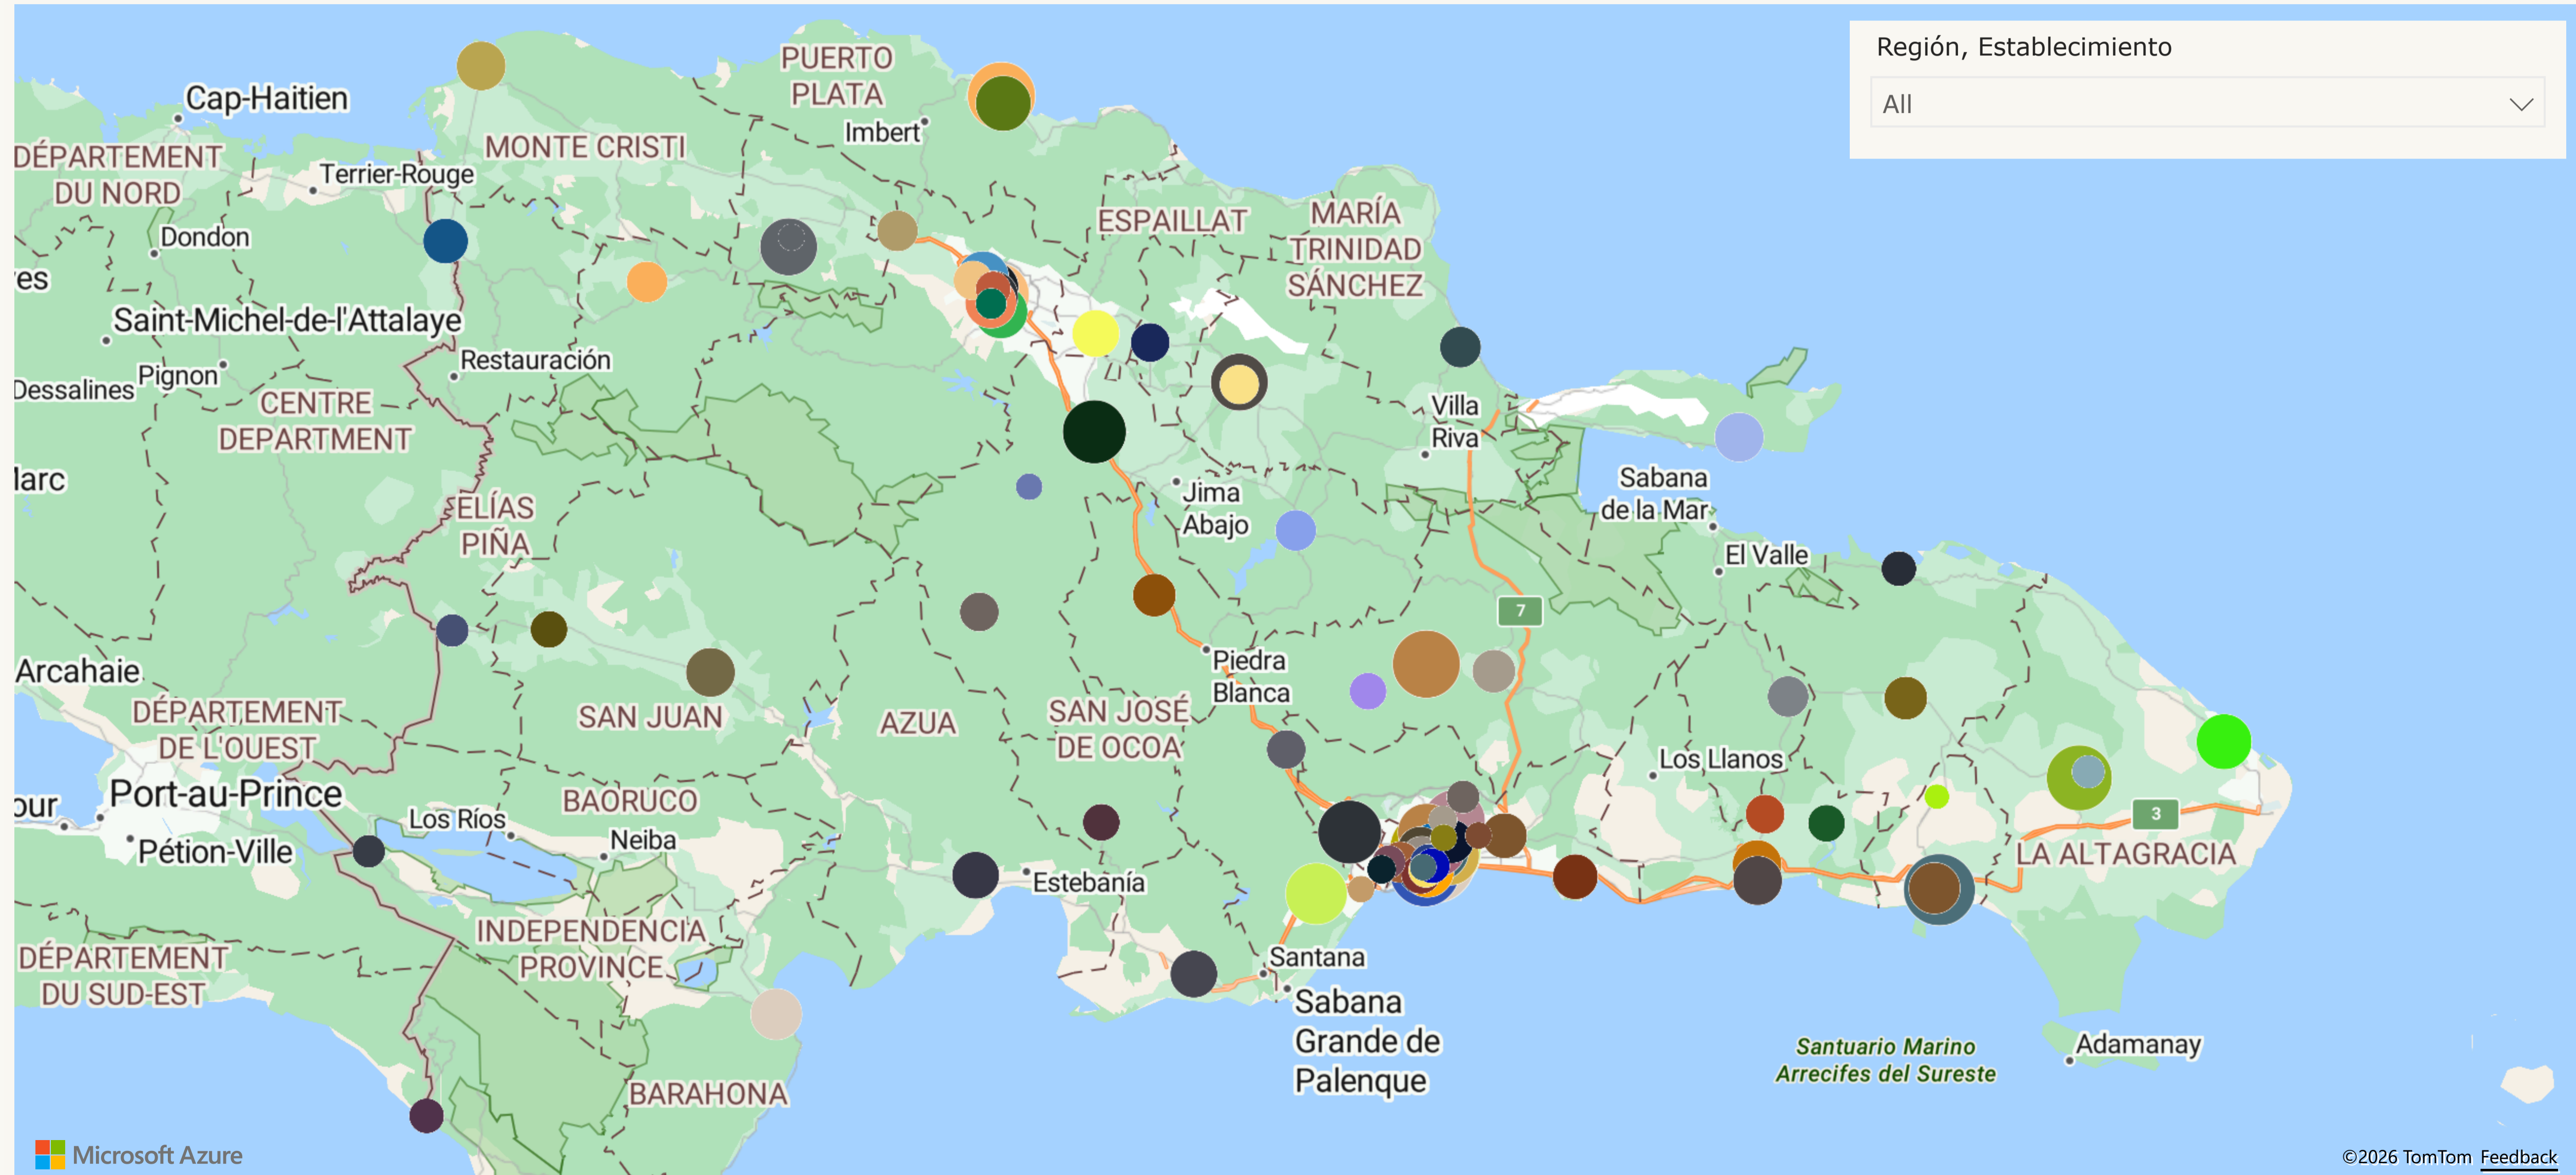 Región, Establecimiento
All
PUERTO
PLATA
Cap-Haitien
Imbert
MONTE CRISTI
DÉPARTEMENT
DU NORD
Terrier-Rouge
ESPAILLAT
MARÍA
TRINIDAD
SÁNCHEZ
Dondon
Saint-Michel-de-l'Attalaye
Restauración
Pignon
Dessalines
CENTRE
DEPARTMENT
Villa
Riva
Sabana
de la Mar
Jima
Abajo
ELÍAS
PIÑA
El Valle
7
Piedra
Blanca
Arcahaie
DÉPARTEMENT
DE L'OUEST
SAN JUAN
AZUA
SAN JOSÉ
DE OCOA
Los Llanos
Port-au-Prince
BAORUCO
Los Ríos
Neiba
Pétion-Ville
3
LA ALTAGRACIA
Estebanía
INDEPENDENCIA
PROVINCE
DÉPARTEMENT
DU SUD-EST
Santana
Sabana
Grande de
Palenque
Santuario Marino
Arrecifes del Sureste
Adamanay
BARAHONA
Microsoft Azure
©2026 TomTom Feedback